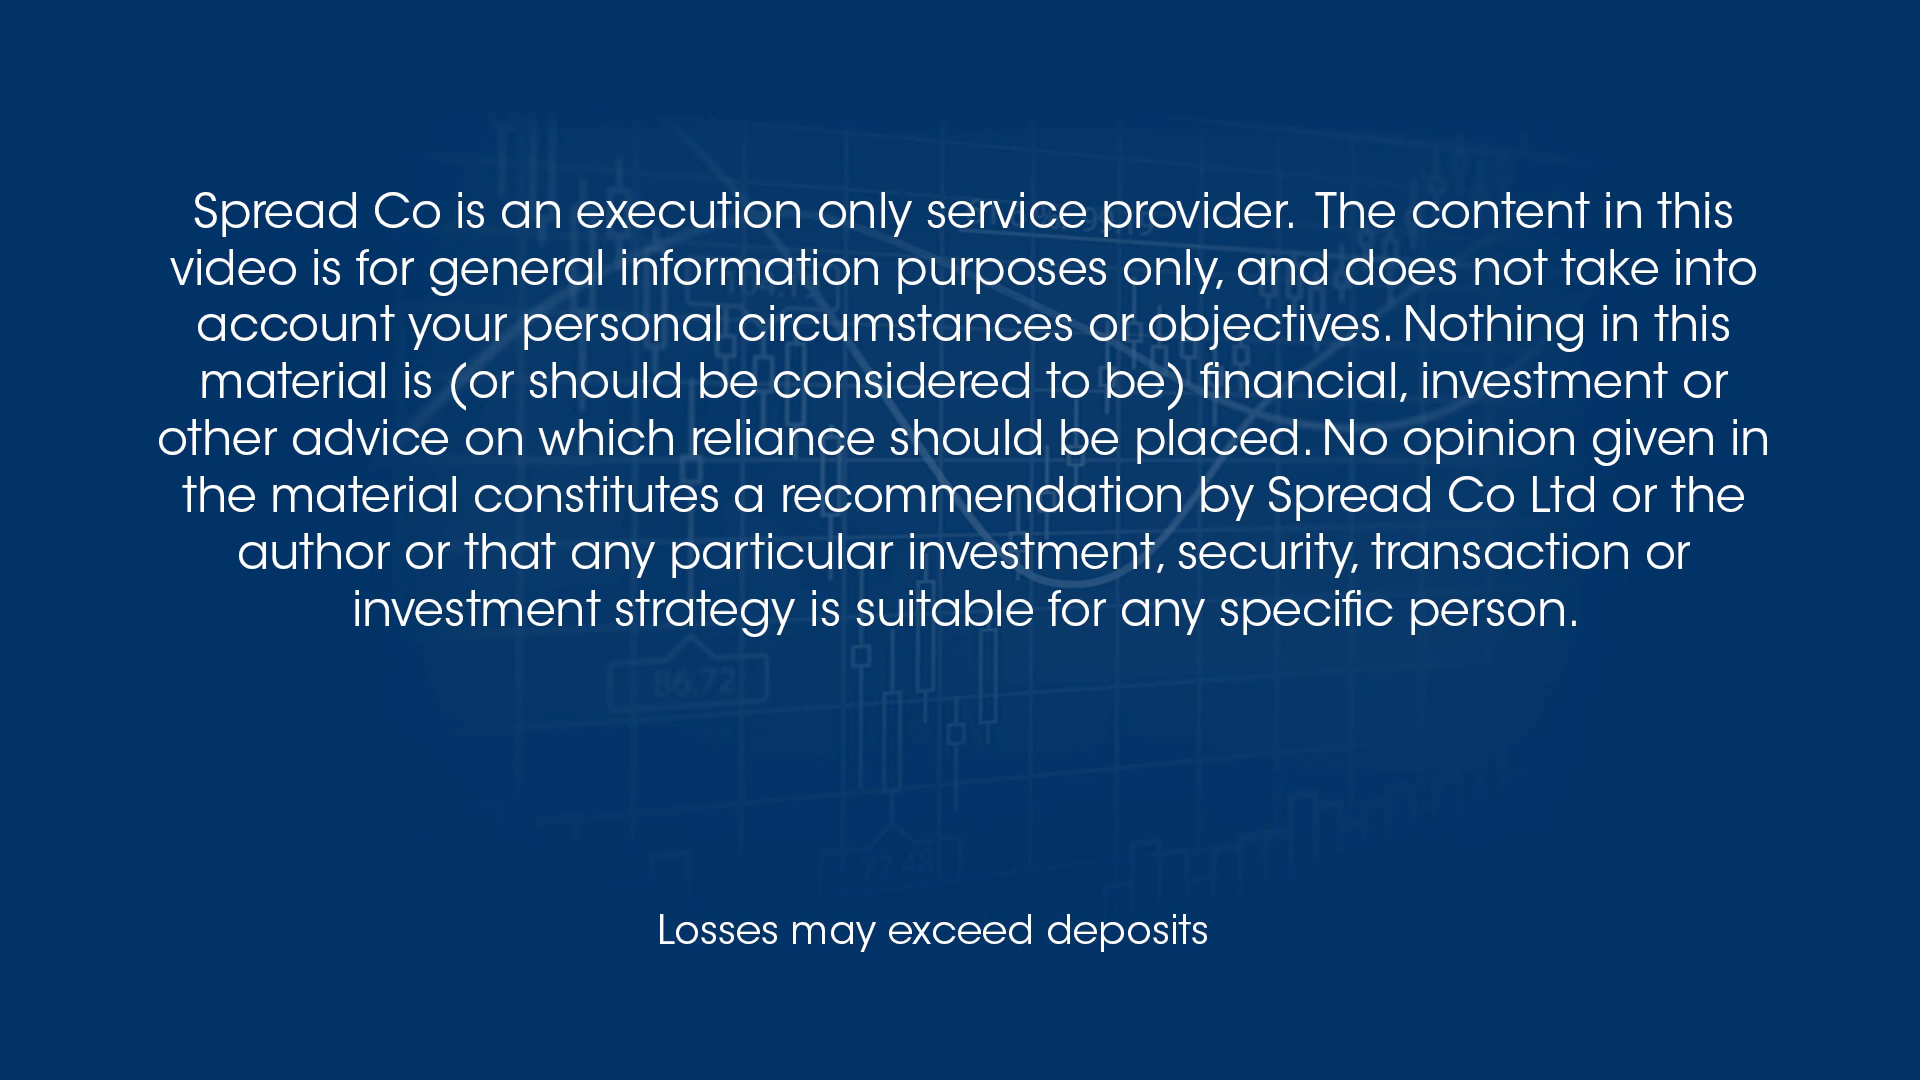 Spread Co is an execution only service provider. The content in this
video is for general information purposes only, and does not take into
account your personal circumstances or objectives. Nothing in this
material is (or should be considered to be) financial, investment or
other advice on which reliance should be placed. No opinion given in
the material constitutes a recommendation by Spread Co Ltd or the
author or that any particular investment, security, transaction or
investment strategy is suitable for any specific person.
86.72
72.48
Losses may exceed deposits